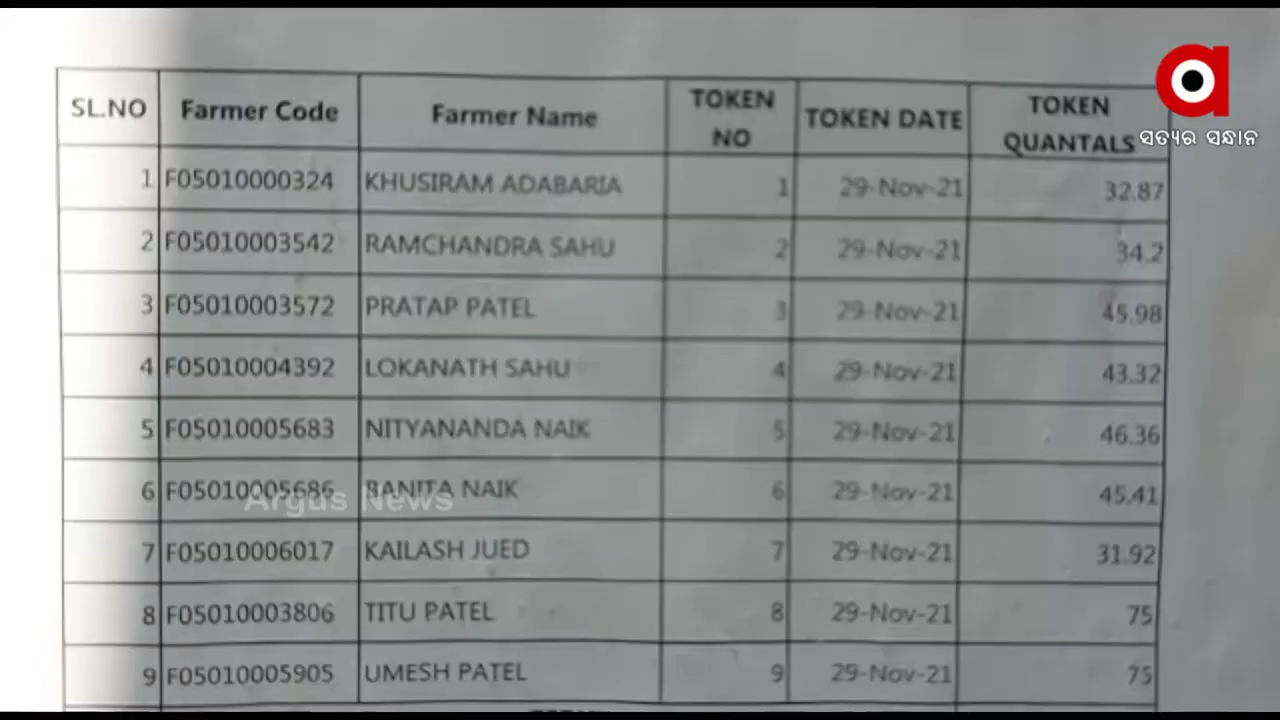 SL.NO Farmer Code Farmer Name TOKEN NO TOKEN DATE TOKEN QUANTALS
ସତ୍ୟର ସନ୍ଧାନ
1 F05010000324 KHUSIRAM ADABARIA 1 29-Nov-21 32.87
2 F05010003542 RAMCHANDRA SAHU 2 29-Nov-21 34.2
3 F05010003572 PRATAP PATEL 3 29-Nov-21 45.98
4 F05010004392 LOKANATH SAHU 4 29-Nov-21 43.32
5 F05010005683 NITYANANDA NAIK 5 29-Nov-21 46.36
6 F05010005686 RANITA NAIK 6 29-Nov-21 45.41
Argus News
7 F05010006017 KAILASH JUED 7 29-Nov-21 31.92
8 F05010003806 TITU PATEL 8 29-Nov-21 75
9 F05010005905 UMESH PATEL 9 29-Nov-21 75